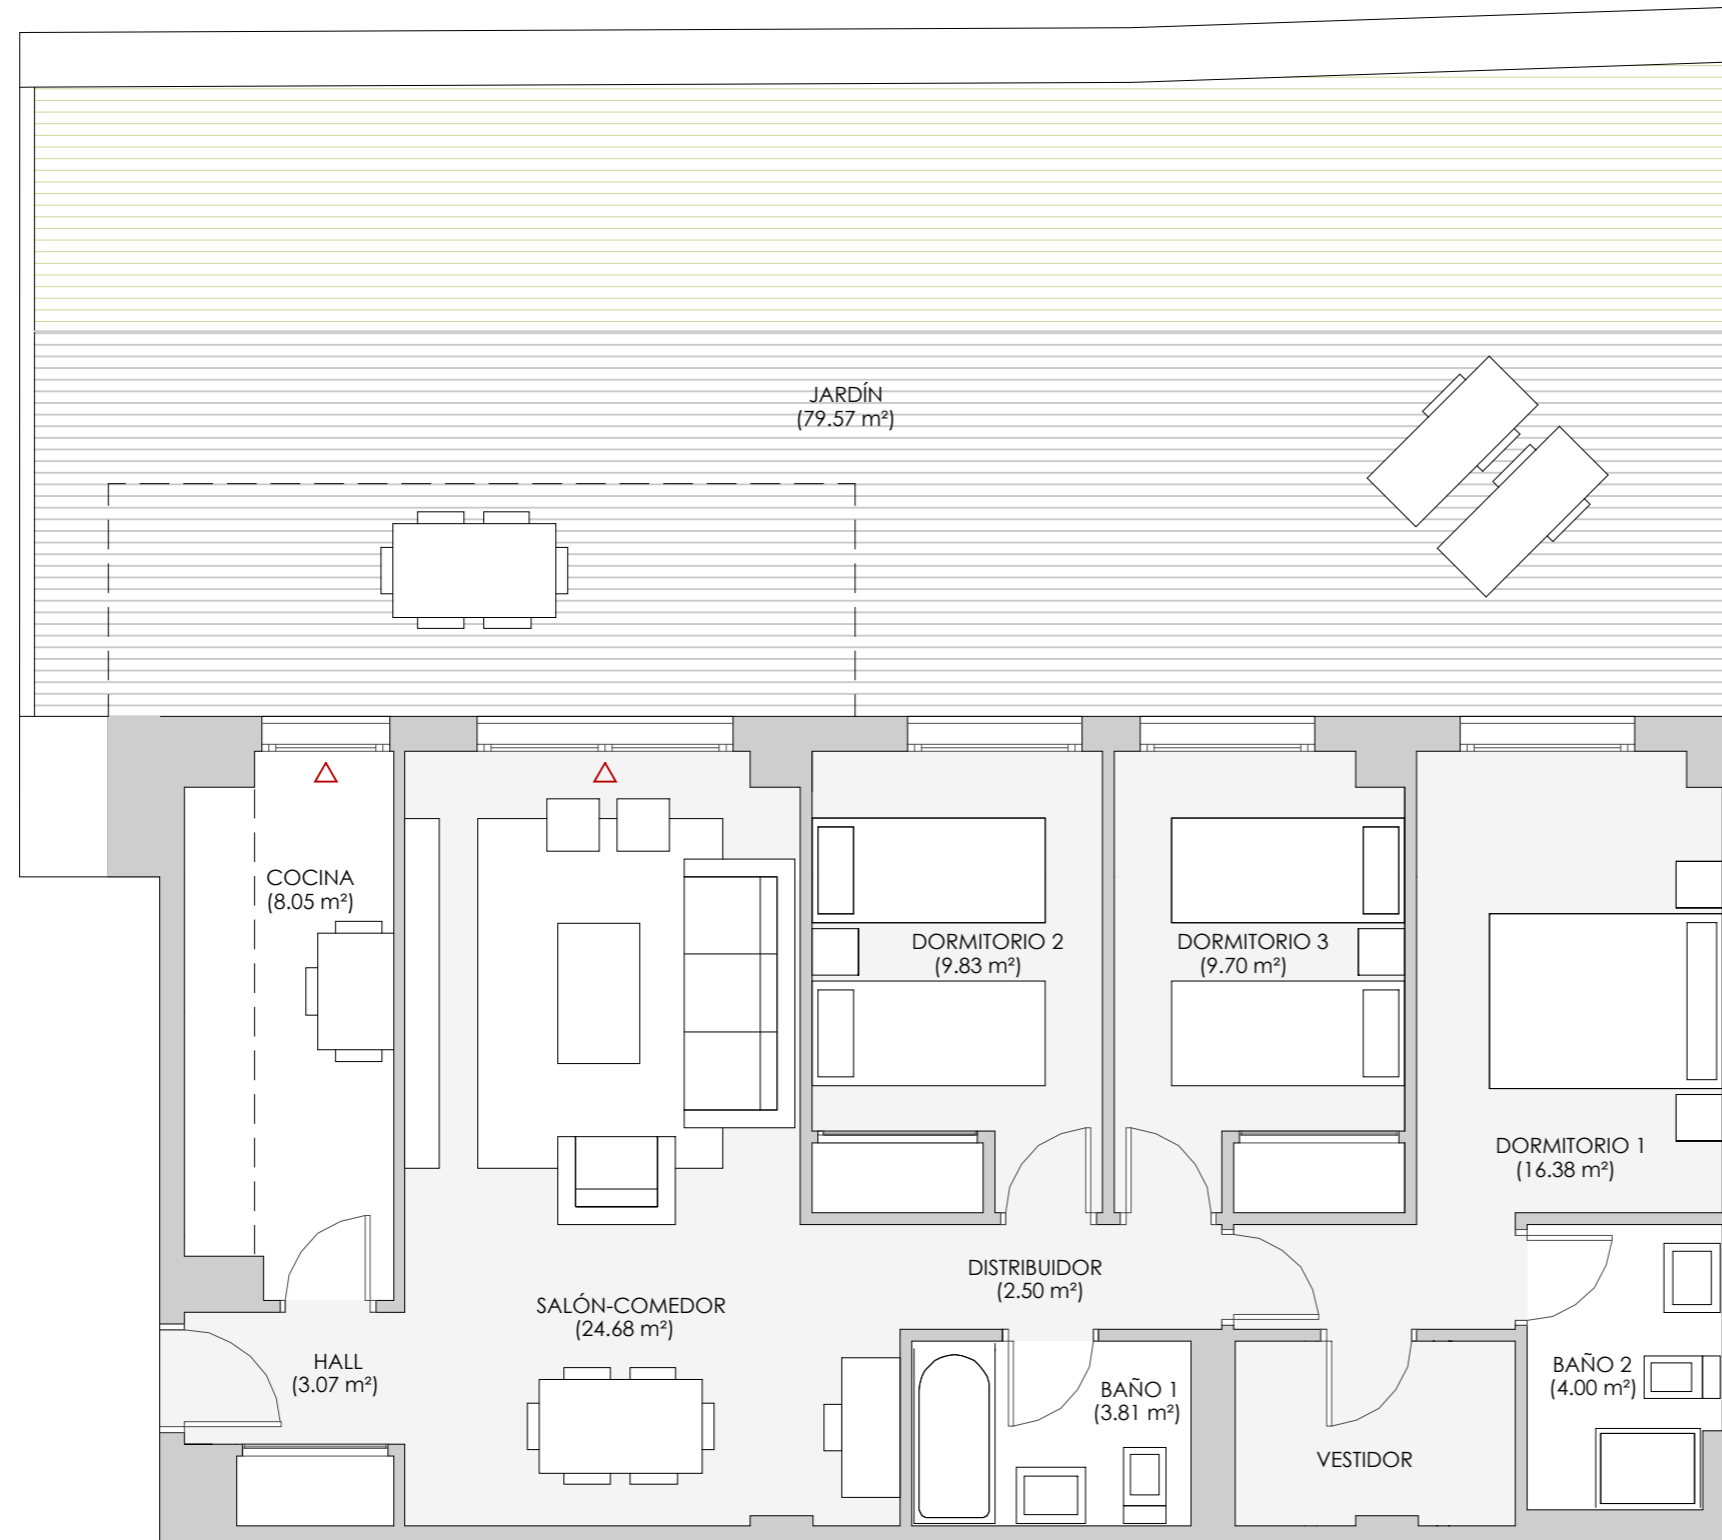 JARDÍN
(79.57 m²)
COCINA
(8.05 m²)
DORMITORIO 2
(9.83 m²)
DORMITORIO 3
(9.70 m²)
DORMITORIO 1
(16.38 m²)
DISTRIBUIDOR
(2.50 m²)
SALÓN-COMEDOR
(24.68 m²)
HALL
(3.07 m²)
BAÑO 1
(3.81 m²)
BAÑO 2
(4.00 m²)
VESTIDOR